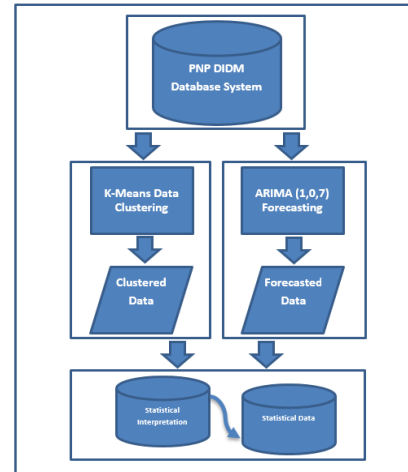 PNP DIDM
Database System
K-Means Data
Clustering
ARIMA (1,0,7)
Forecasting
Clustered
Data
Forecasted
Data
Statistical
Interpretation
Statistical Data